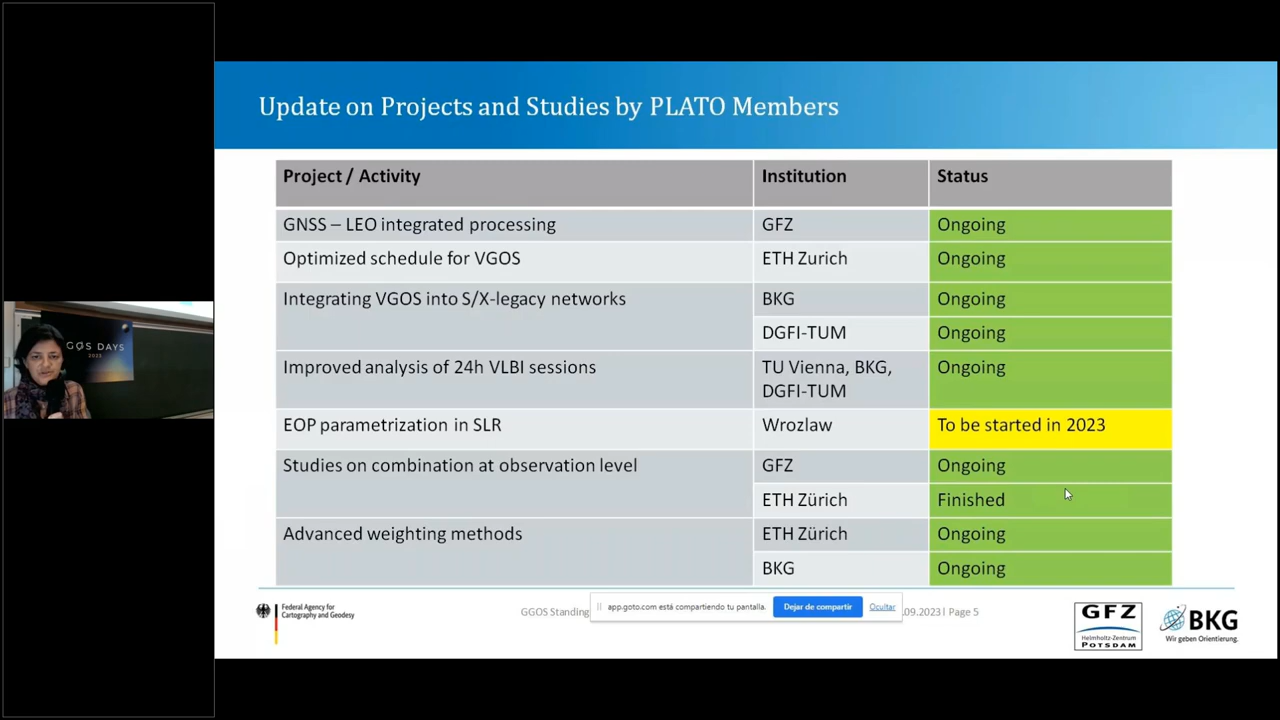 Update on Projects and Studies by PLATO Members
Project / Activity Institution Status
GNSS – LEO integrated processing GFZ Ongoing
Optimized schedule for VGOS ETH Zurich Ongoing
Integrating VGOS into S/X-legacy networks BKG Ongoing
DGFI-TUM Ongoing
Improved analysis of 24h VLBI sessions TU Vienna, BKG, Ongoing
DGFI-TUM
EOP parametrization in SLR Wrozlaw To be started in 2023
Studies on combination at observation level GFZ Ongoing
ETH Zürich Finished
Advanced weighting methods ETH Zürich Ongoing
BKG Ongoing
GGOS DAYS
2023
Federal Agency for
Cartography and Geodesy
GGOS Standing
app.goto.com está compartiendo tu pantalla. Dejar de compartir Ocultar
.09.2023 I Page 5
GFZ
Helmholtz-Zentrum
POTSDAM
BKG
Wir geben Orientierung.